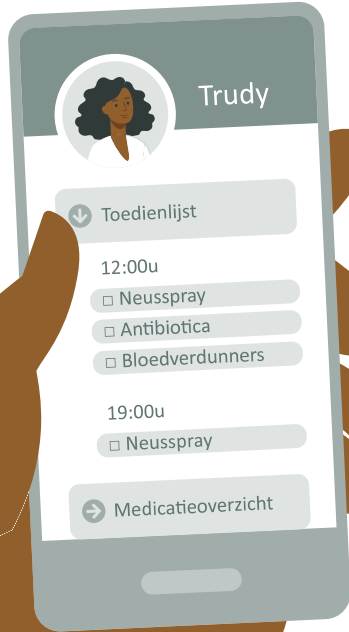 Trudy
Toedienlijst
12:00u
□ Neusspray
□ Antibiotica
□ Bloedverdunners
19:00u
□ Neusspray
Medicatieoverzicht